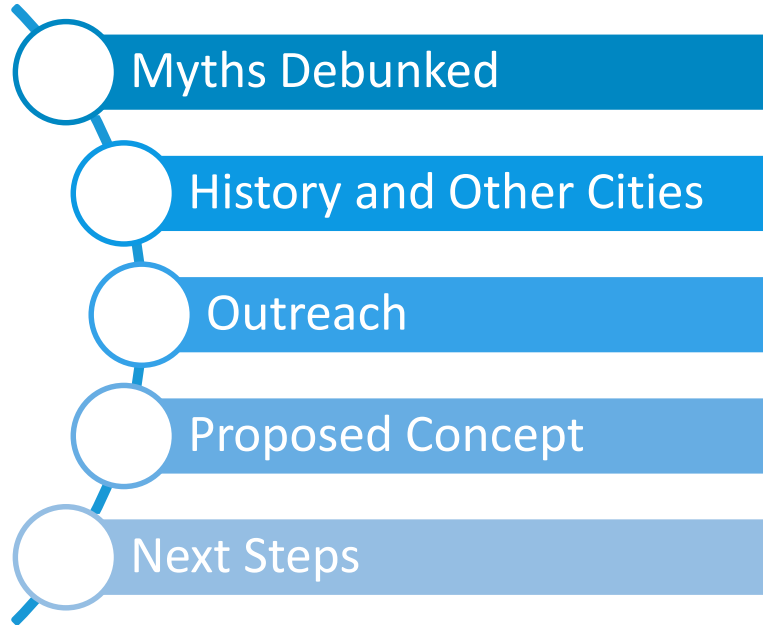 Myths Debunked
History and Other Cities
Outreach
Proposed Concept
Next Steps